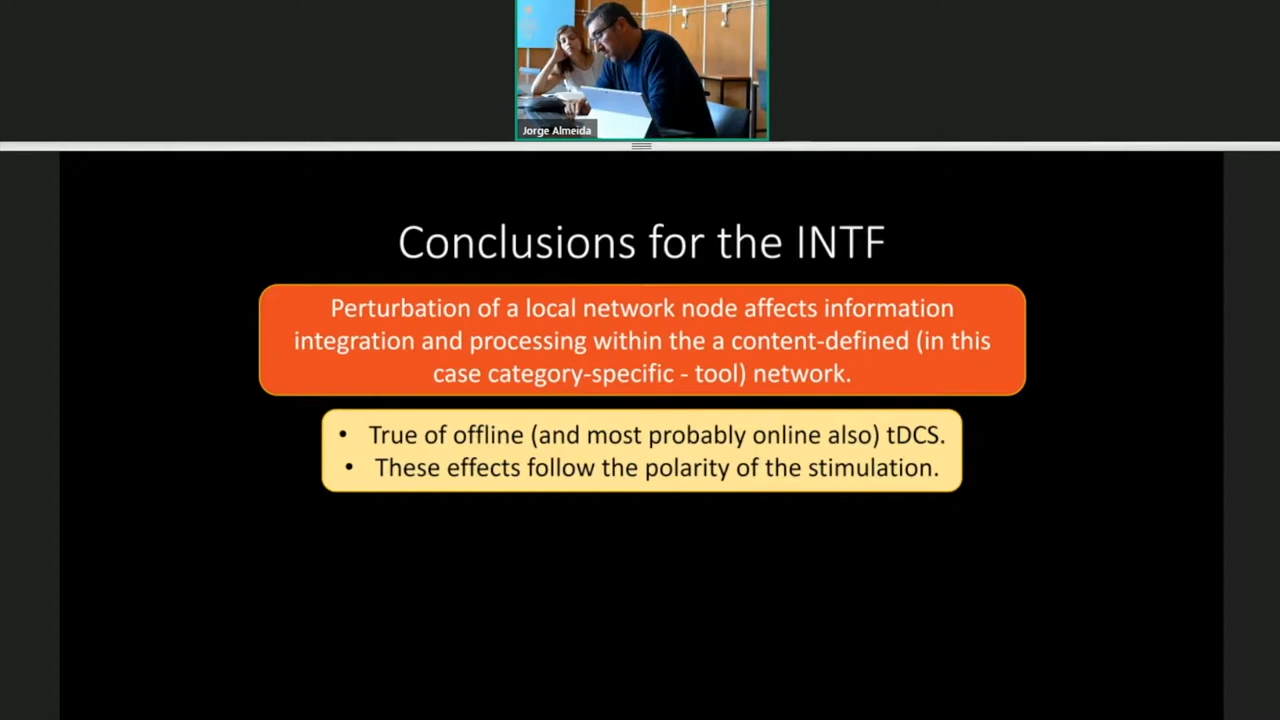 Jorge Almeida
Conclusions for the INTF
Perturbation of a local network node affects information
integration and processing within the a content-defined (in this
case category-specific - tool) network.
• True of offline (and most probably online also) tDCS.
• These effects follow the polarity of the stimulation.